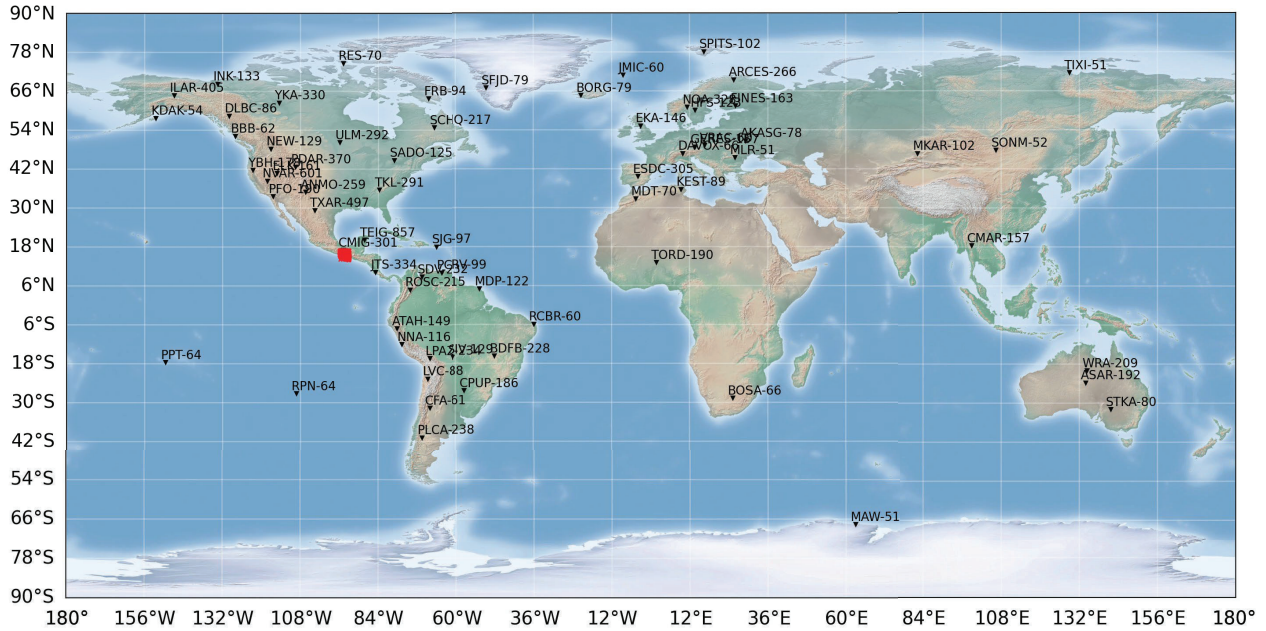 90°N
78°N
66°N
54°N
42°N
30°N
18°N
6°N
6°S
18°S
30°S
42°S
54°S
66°S
78°S
90°S
180° 156°W 132°W 108°W 84°W 60°W 36°W 12°W 12°E 36°E 60°E 84°E 108°E 132°E 156°E 180°
RES-70
SPITS-102
INK-133
ILAR-405
YKA-330
KDAK-54
DLBC-86
BBB-62
FRB-94
SFJD-79
JMIC-60
BORG-79
ARCES-266
TIXI-51
FINES-163
EKA-146
SCHQ-217
NEW-129
ULM-292
SADO-125
PDAR-370
NVAR-601
ANMO-259
TKL-291
TXAR-497
AKASG-78
MLR-51
ESDC-305
KEST-89
MDT-70
MKAR-102
SONM-52
TEIG-857
CMIG-301
SJG-97
JTS-334
ROSC-215
MDP-122
TORD-190
CMAR-157
RCBR-60
ATAH-149
NNA-116
BDFB-228
LVC-88
CPUP-186
CFA-61
PLCA-238
PPT-64
RPN-64
BOSA-66
WRA-209
ASAR-192
STKA-80
MAW-51